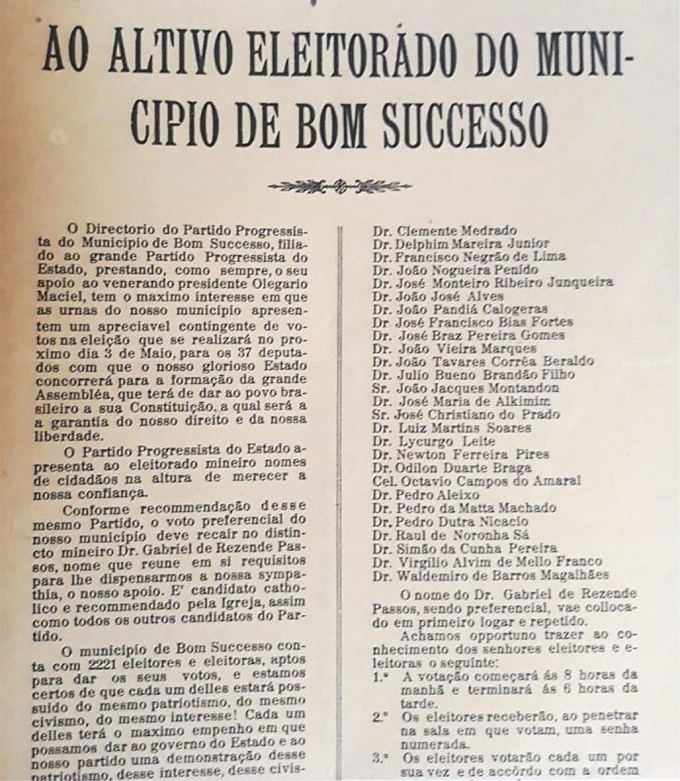 AO ALTIVO ELEITORÁDO DO MUNI-
CIPIO DE BOM SUCCESSO
O Directorio do Partido Progressis-
ta do Municipio de Bom Successo, filia-
do ao grande Partido Progressista do
Estado, prestando, como sempre, o seu
apoio ao venerando presidente Olegario
Maciel, tem o maximo interesse em que
as urnas do nosso municipio apresen-
tem um apreciavel contingente de vo-
tos na eleição que se realizará no pro-
ximo dia 3 de Maio, para os 37 deputa-
dos com que o nosso glorioso Estado
concorrerá para a formação da grande
Assembléa, que terá de dar ao povo bra-
sileiro a sua Constituição, a qual será a
a garantia do nosso direito e da nossa
liberdade.
O Partido Progressista do Estado a-
presenta ao eleitorado mineiro nomes
de cidadãos na altura de merecer a
nossa confiança.
Conforme recommendação desse
mesmo Partido, o voto preferencial do
nosso municipio deve recair no distin-
cto mineiro Dr. Gabriel de Rezende Pas-
sos, nome que reune em si requisitos
para lhe dispensarmos a nossa sympa-
thia, o nosso apoio. E' candidato catho-
lico e recommendado pela Igreja, assim
como todos os outros candidatos do Par-
tido.
O municipio de Bom Successo con-
ta com 2221 eleitores e eleitoras, aptos
para dar os seus votos, e estamos
certos de que cada um delles estará pos-
suido do mesmo patriotismo, do mesmo
civismo, do mesmo interesse! Cada um
delles terá o maximo empenho em que
possamos dar ao governo do Estado e ao
nosso partido uma demonstração desse
patriotismo, desse interesse, desse civis-
Dr. Clemente Medrado
Dr. Delphim Mareira Junior
Dr. Francisco Negrão de Lima
Dr. João Nogueira Penido
Dr. José Monteiro Ribeiro Junqueira
Dr. João José Alves
Dr. João Pandiá Calogeras
Dr José Francisco Bias Fortes
Dr. José Braz Pereira Gomes
Dr. João Vieira Marques
Dr. João Tavares Corrêa Beraldo
Dr. Julio Bueno Brandão Filho
Sr. João Jacques Montandon
Dr. José Maria de Alkimim
Sr. José Christiano do Prado
Dr. Luiz Martins Soares
Dr. Lycurgo Leite
Dr. Newton Ferreira Pires
Dr. Odilon Duarte Braga
Cel. Octavio Campos do Amaral
Dr. Pedro Aleixo
Dr. Pedro da Matta Machado
Dr. Pedro Dutra Nicacio
Dr. Raul de Noronha Sá
Dr. Simão da Cunha Pereira
Dr. Virgilio Alvim de Mello Franco
Dr. Waldemiro de Barros Magalhães
O nome do Dr. Gabriel de Rezende
Passos, sendo preferencial, vae colloca-
do em primeiro logar e repetido.
Achamos opportuno trazer ao co-
nhecimento dos senhores eleitores e e-
leitoras o seguinte:
1.º A votação começará ás 8 horas da
manhã e terminará ás 6 horas da
tarde.
2.º Os eleitores receberão, ao penetrar
na sala em que votam, uma senha
numerada.
3.º Os eleitores votarão cada um por
sua vez e de accôrdo com a ordem